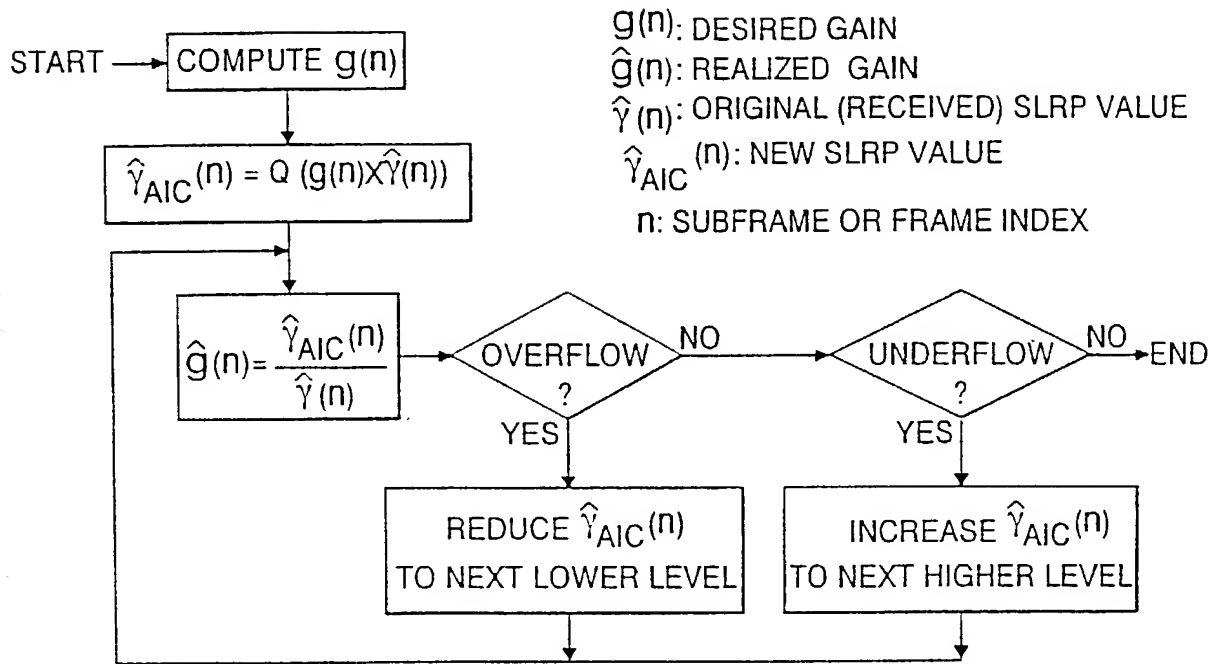 START
COMPUTE g(n)
γ̂AIC(n) = Q (g(n)Xγ̂(n))
g(n): DESIRED GAIN
ĝ(n): REALIZED GAIN
γ̂(n): ORIGINAL (RECEIVED) SLRP VALUE
γ̂AIC(n): NEW SLRP VALUE
n: SUBFRAME OR FRAME INDEX
ĝ(n)= γ̂AIC(n)
γ̂(n)
OVERFLOW
?
NO
UNDERFLOW
?
NO
END
YES
YES
REDUCE γ̂AIC(n)
TO NEXT LOWER LEVEL
INCREASE γ̂AIC(n)
TO NEXT HIGHER LEVEL